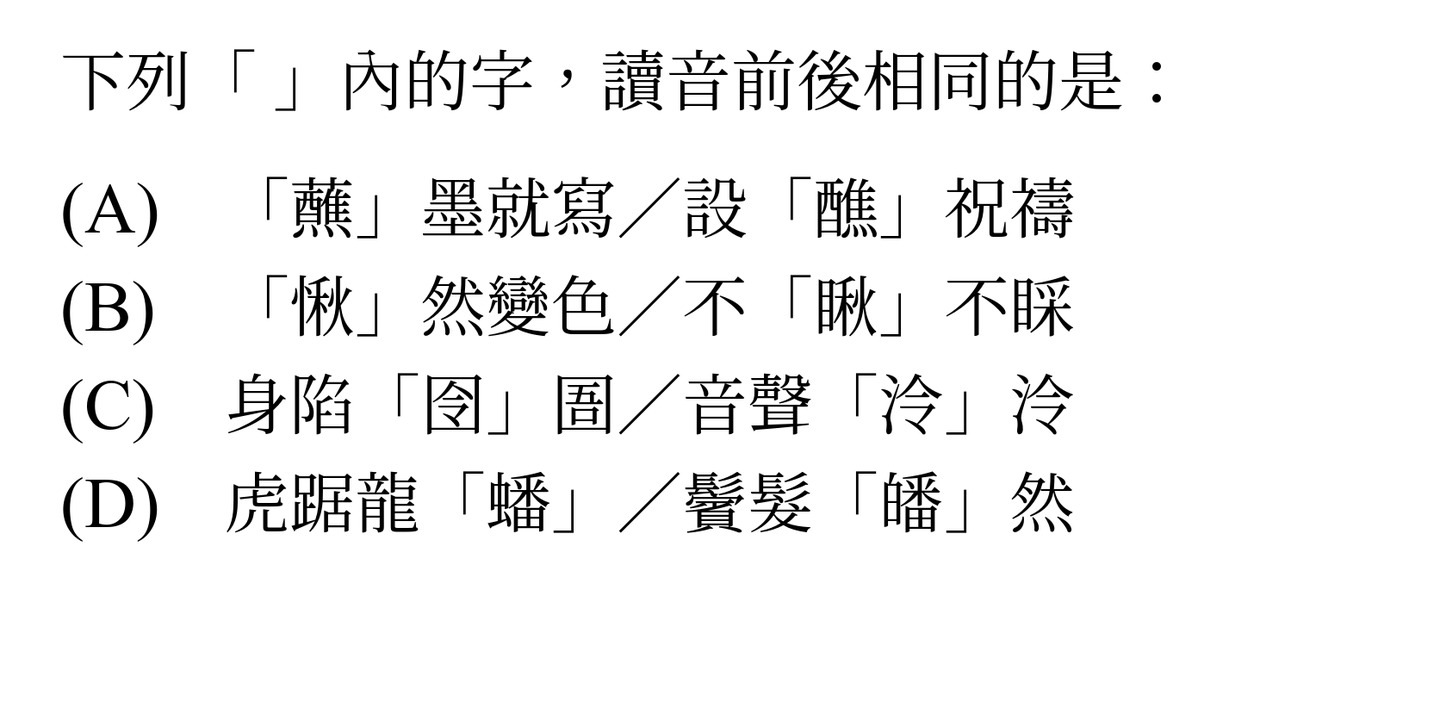 下列「 」內的字，讀音前後相同的是：
(A) 「蘸」墨就寫／設「醮」祝禱
(B) 「愀」然變色／不「瞅」不睬
(C) 身陷「囹」圄／音聲「泠」泠
(D) 虎踞龍「蟠」／鬢髮「皤」然